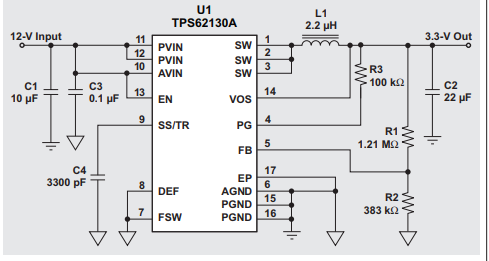 U1
TPS62130A
L1
2.2 µH
12-V Input
3.3-V Out
11
PVIN
SW
1
12
PVIN
SW
2
10
AVIN
SW
3
C1
10 µF
C3
0.1 µF
13
EN
VOS
14
R3
100 kΩ
C2
22 µF
9
SS/TR
PG
4
R1
1.21 MΩ
FB
5
C4
3300 pF
EP
17
8
DEF
AGND
6
PGND
15
7
FSW
PGND
16
R2
383 kΩ